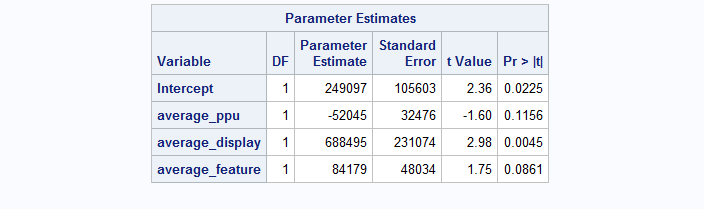 Parameter Estimates
Variable DF Parameter Estimate Standard Error t Value Pr > |t|
Intercept 1 249097 105603 2.36 0.0225
average_ppu 1 -52045 32476 -1.60 0.1156
average_display 1 688495 231074 2.98 0.0045
average_feature 1 84179 48034 1.75 0.0861